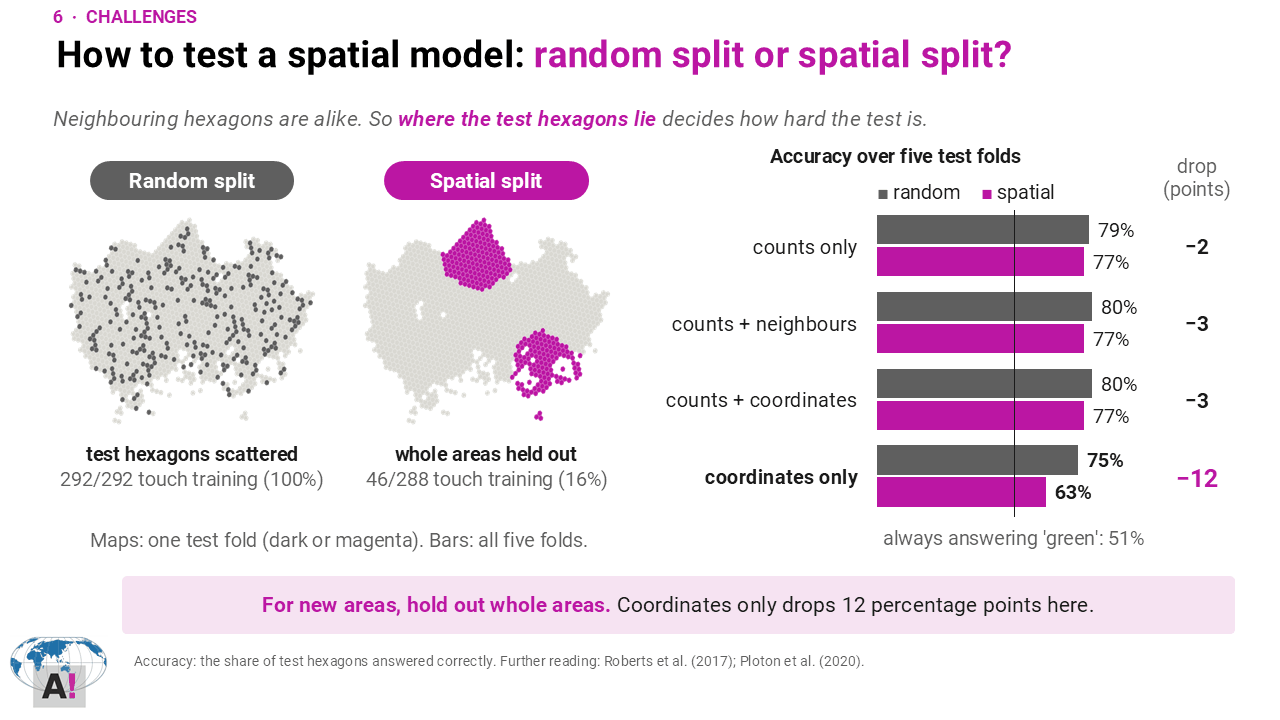 6 · CHALLENGES
How to test a spatial model: random split or spatial split?
Neighbouring hexagons are alike. So where the test hexagons lie decides how hard the test is.
Random split
Spatial split
test hexagons scattered
292/292 touch training (100%)
whole areas held out
46/288 touch training (16%)
Maps: one test fold (dark or magenta). Bars: all five folds.
Accuracy over five test folds
random spatial
drop
(points)
counts only 79% 77% −2
counts + neighbours 80% 77% −3
counts + coordinates 80% 77% −3
coordinates only 75% 63% −12
always answering 'green': 51%
For new areas, hold out whole areas. Coordinates only drops 12 percentage points here.
Accuracy: the share of test hexagons answered correctly. Further reading: Roberts et al. (2017); Ploton et al. (2020).
A!